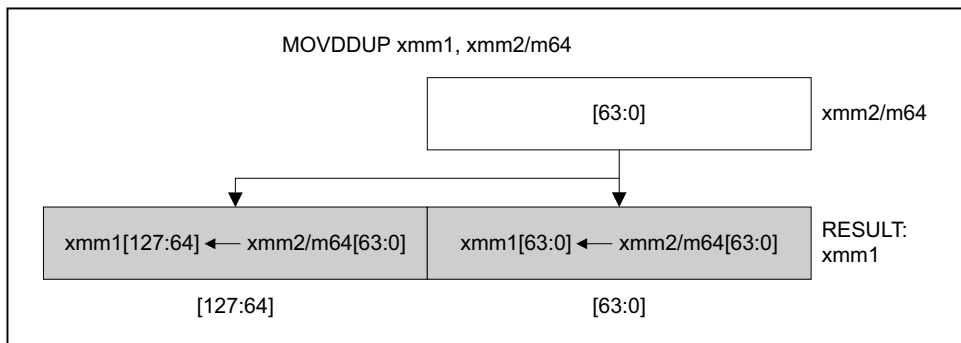 MOVDDUP xmm1, xmm2/m64
[63:0]
xmm2/m64
xmm1[127:64] ← xmm2/m64[63:0]
xmm1[63:0] ← xmm2/m64[63:0]
RESULT:
xmm1
[127:64]
[63:0]